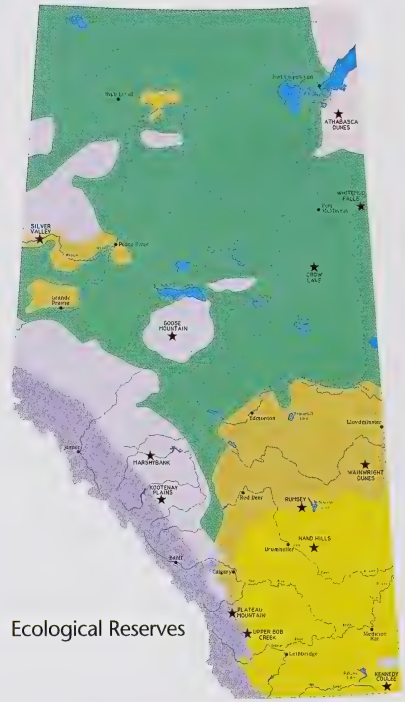 ATHABASCA
DUNES
WHITEMUD
FALLS
SILVER
VALLEY
Peace River
CROW
LAKE
Grande
Prairie
GOOSE
MOUNTAIN
Edmonton
Lloydminster
Jasper
MARSHYBANK
WAINWRIGHT
DUNES
KOOTENAY
PLAINS
Red Deer
RUMSEY
HAND HILLS
Drumheller
Banff
Calgary
PLATEAU
MOUNTAIN
Ecological Reserves
UPPER BOB
CREEK
Medicine
Hat
Lethbridge
KENNEDY
COULEE